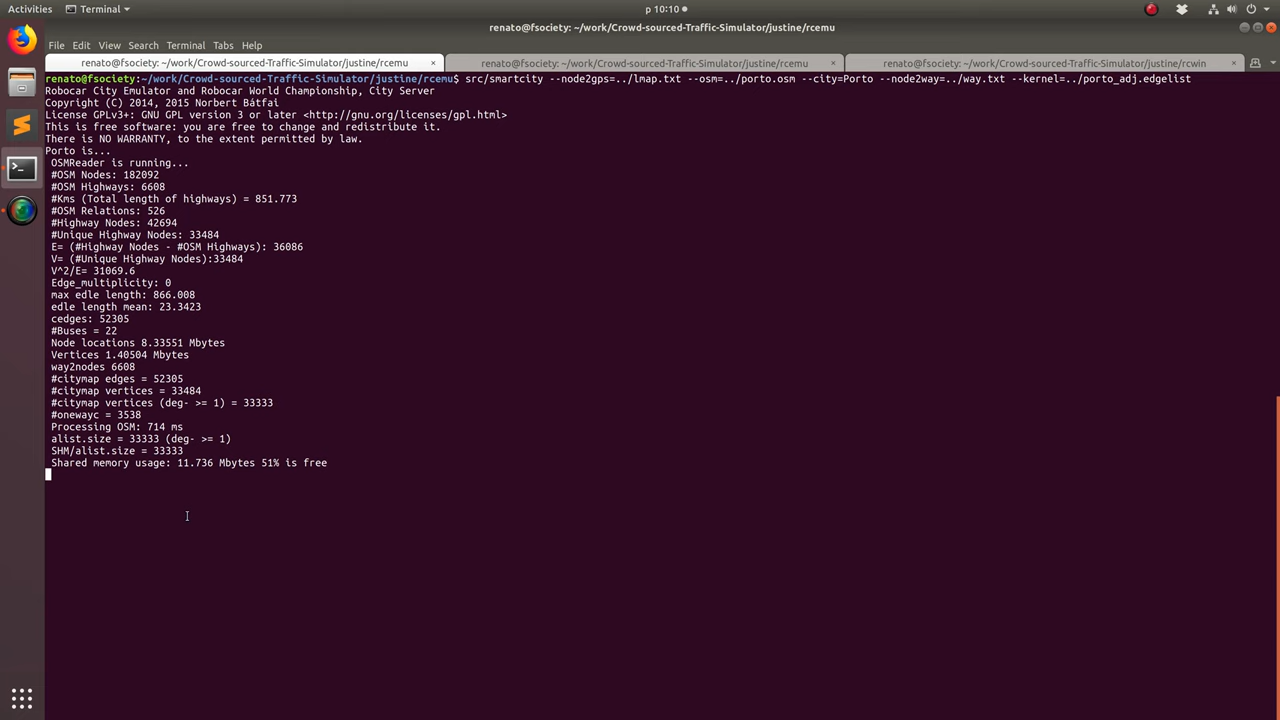 Activities
Terminal
p 10:10
renato@fsociety: ~/work/Crowd-sourced-Traffic-Simulator/justine/rcemu
File Edit View Search Terminal Tabs Help
renato@fsociety: ~/work/Crowd-sourced-Traffic-Simulator/justine/rcemu × renato@fsociety: ~/work/Crowd-sourced-Traffic-Simulator/justine/rcemu × renato@fsociety: ~/work/Crowd-sourced-Traffic-Simulator/justine/rcwin ×
renato@fsociety:~/work/Crowd-sourced-Traffic-Simulator/justine/rcemu$ src/smartcity --node2gps=../lmap.txt --osm=../porto.osm --city=Porto --node2way=../way.txt --kernel=../porto_adj.edgelist
Robocar City Emulator and Robocar World Championship, City Server
Copyright (C) 2014, 2015 Norbert Bátfai
License GPLv3+: GNU GPL version 3 or later <http://gnu.org/licenses/gpl.html>
This is free software: you are free to change and redistribute it.
There is NO WARRANTY, to the extent permitted by law.
Porto is...
OSMReader is running...
#OSM Nodes: 182092
#OSM Highways: 6608
#Kms (Total length of highways) = 851.773
#OSM Relations: 526
#Highway Nodes: 42694
#Unique Highway Nodes: 33484
E= (#Highway Nodes - #OSM Highways): 36086
V= (#Unique Highway Nodes):33484
V^2/E= 31069.6
Edge_multiplicity: 0
max edle length: 866.008
edle length mean: 23.3423
cedges: 52305
#Buses = 22
Node locations 8.33551 Mbytes
Vertices 1.40504 Mbytes
way2nodes 6608
#citymap edges = 52305
#citymap vertices = 33484
#citymap vertices (deg- >= 1) = 33333
#onewayc = 3538
Processing OSM: 714 ms
alist.size = 33333 (deg- >= 1)
SHM/alist.size = 33333
Shared memory usage: 11.736 Mbytes 51% is free